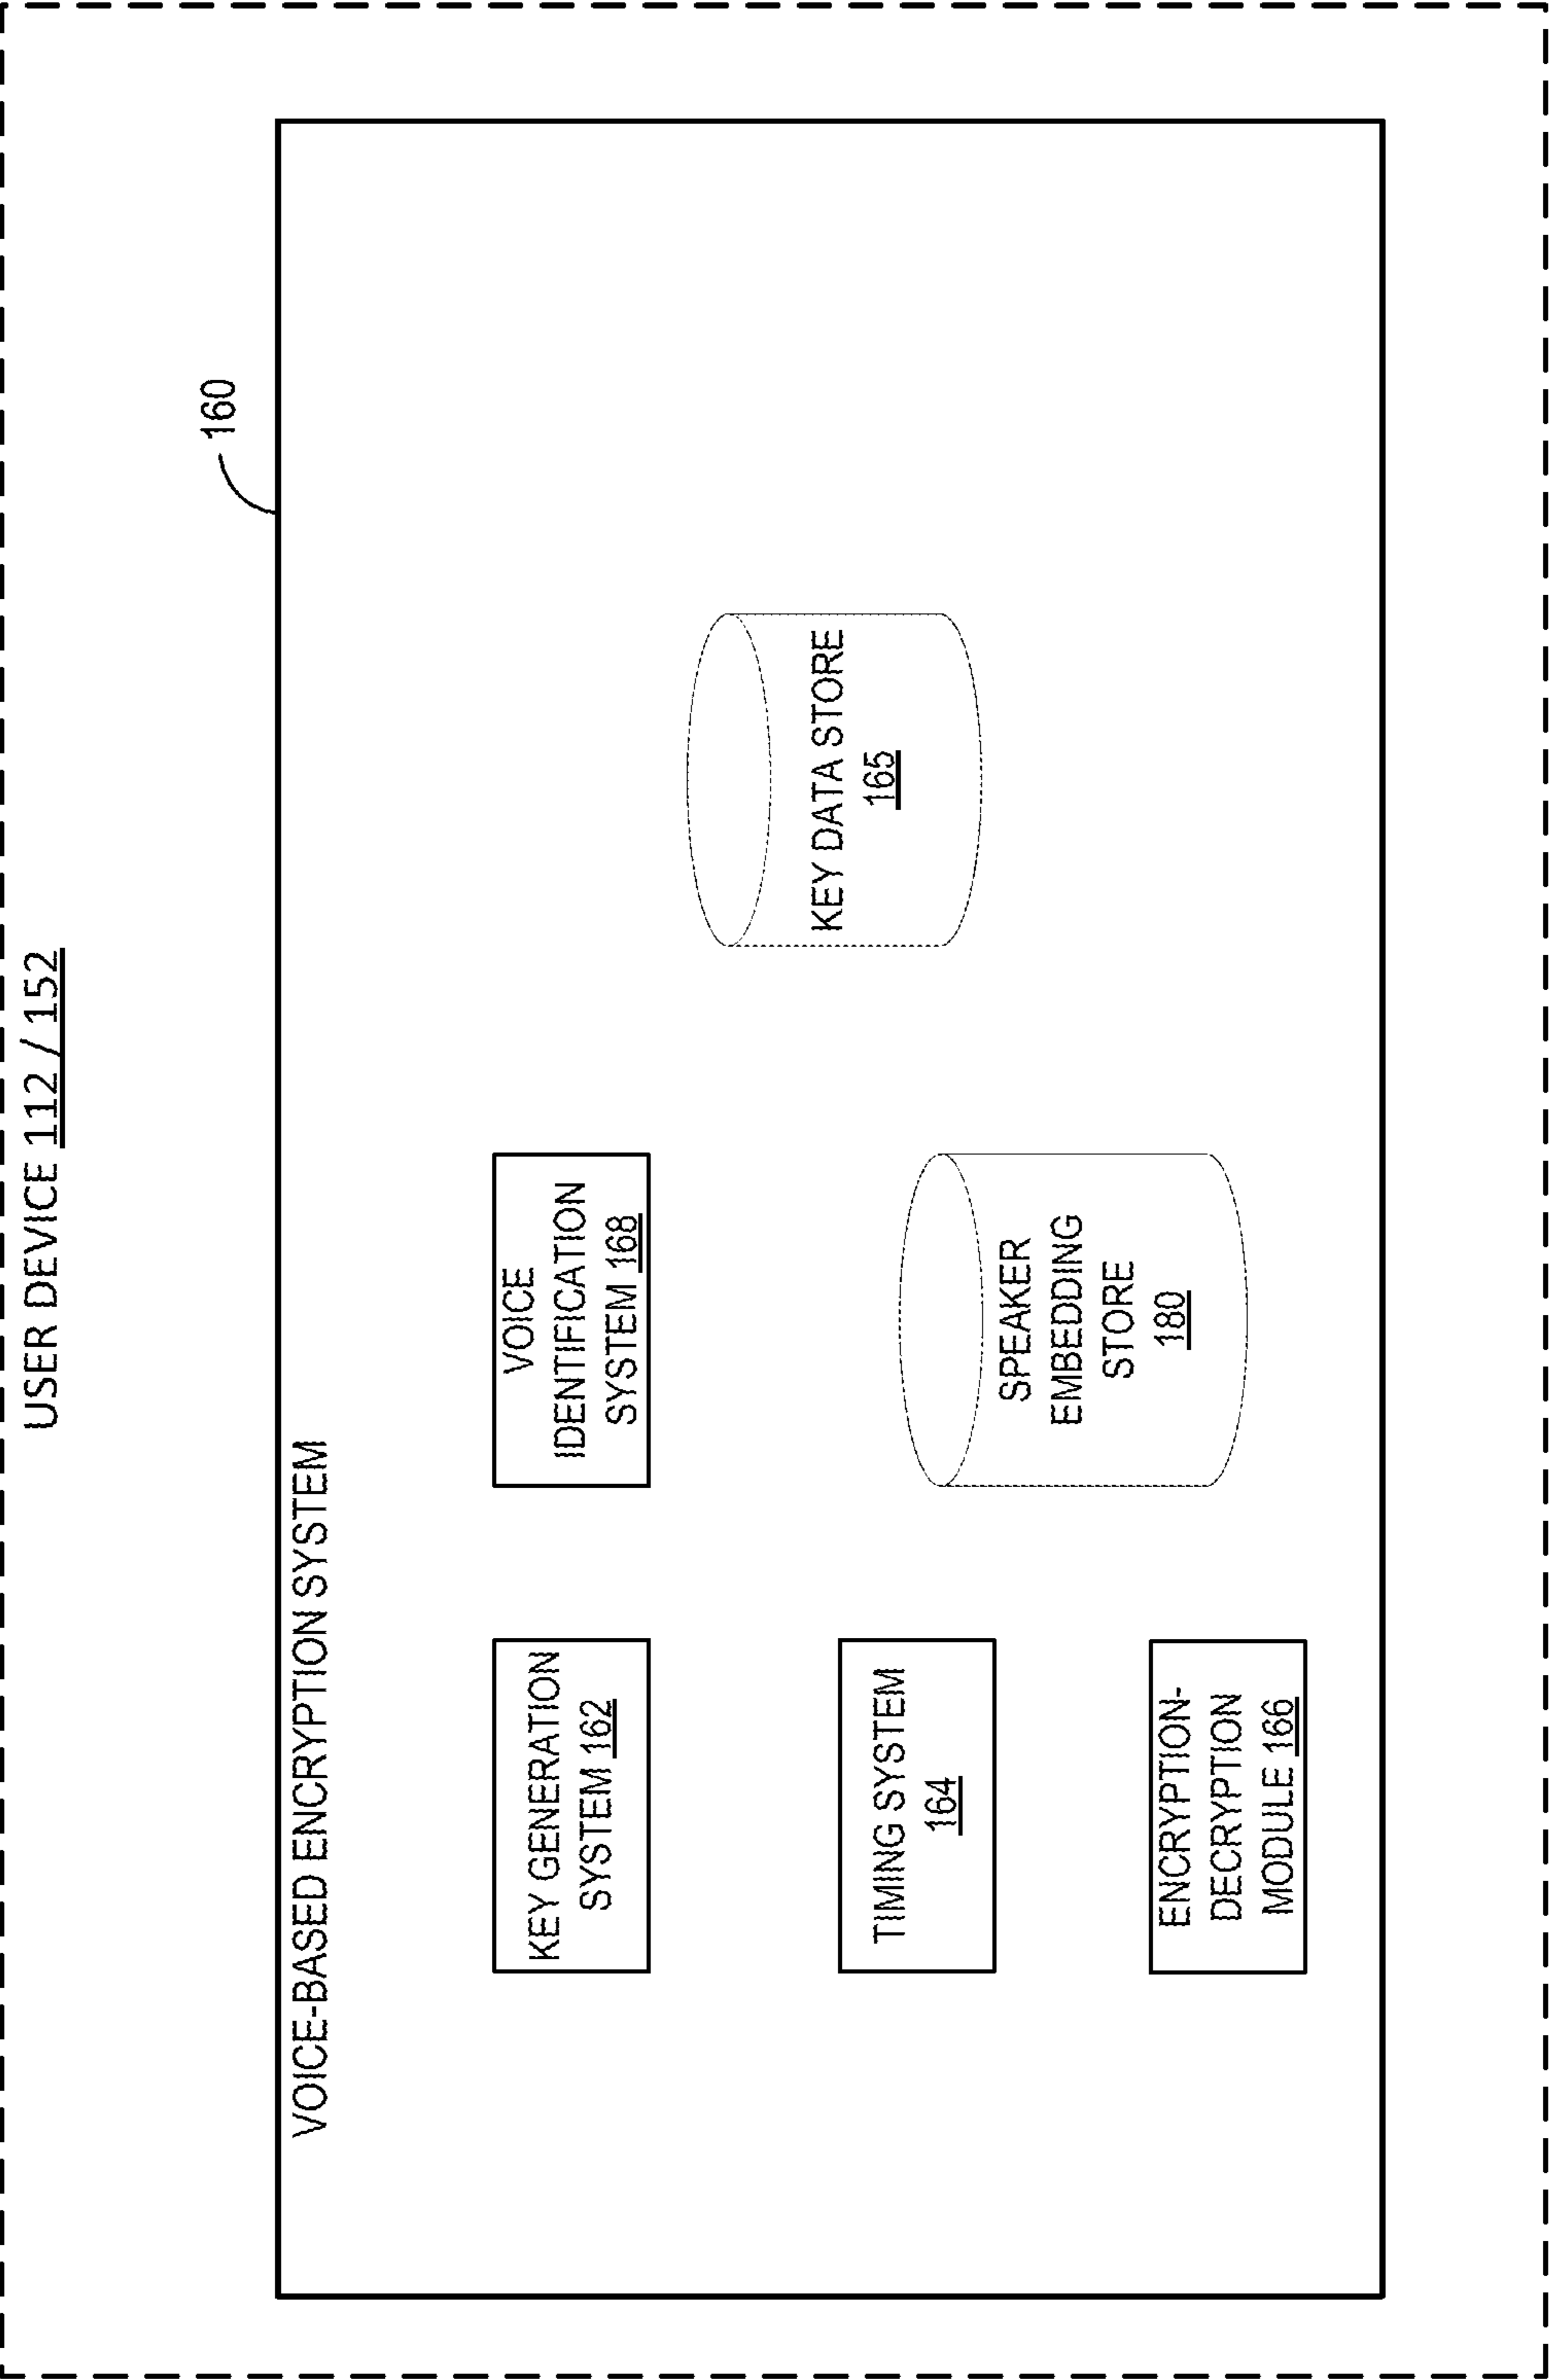 USER DEVICE 112 / 152
160
VOICE-BASED ENCRYPTION SYSTEM
KEY GENERATION
SYSTEM 162
VOICE
IDENTIFICATION
SYSTEM 168
KEY DATA STORE
165
TIMING SYSTEM
164
SPEAKER
EMBEDDING
STORE
180
ENCRYPTION-
DECRYPTION
MODULE 166